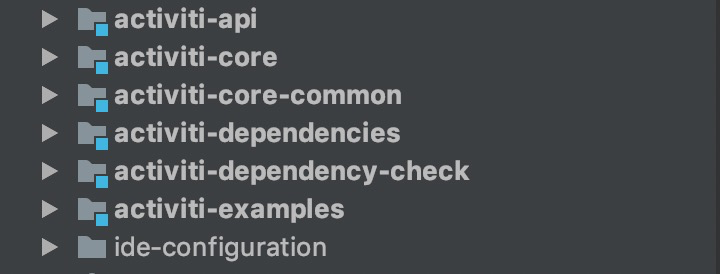 activiti-api
activiti-core
activiti-core-common
activiti-dependencies
activiti-dependency-check
activiti-examples
ide-configuration